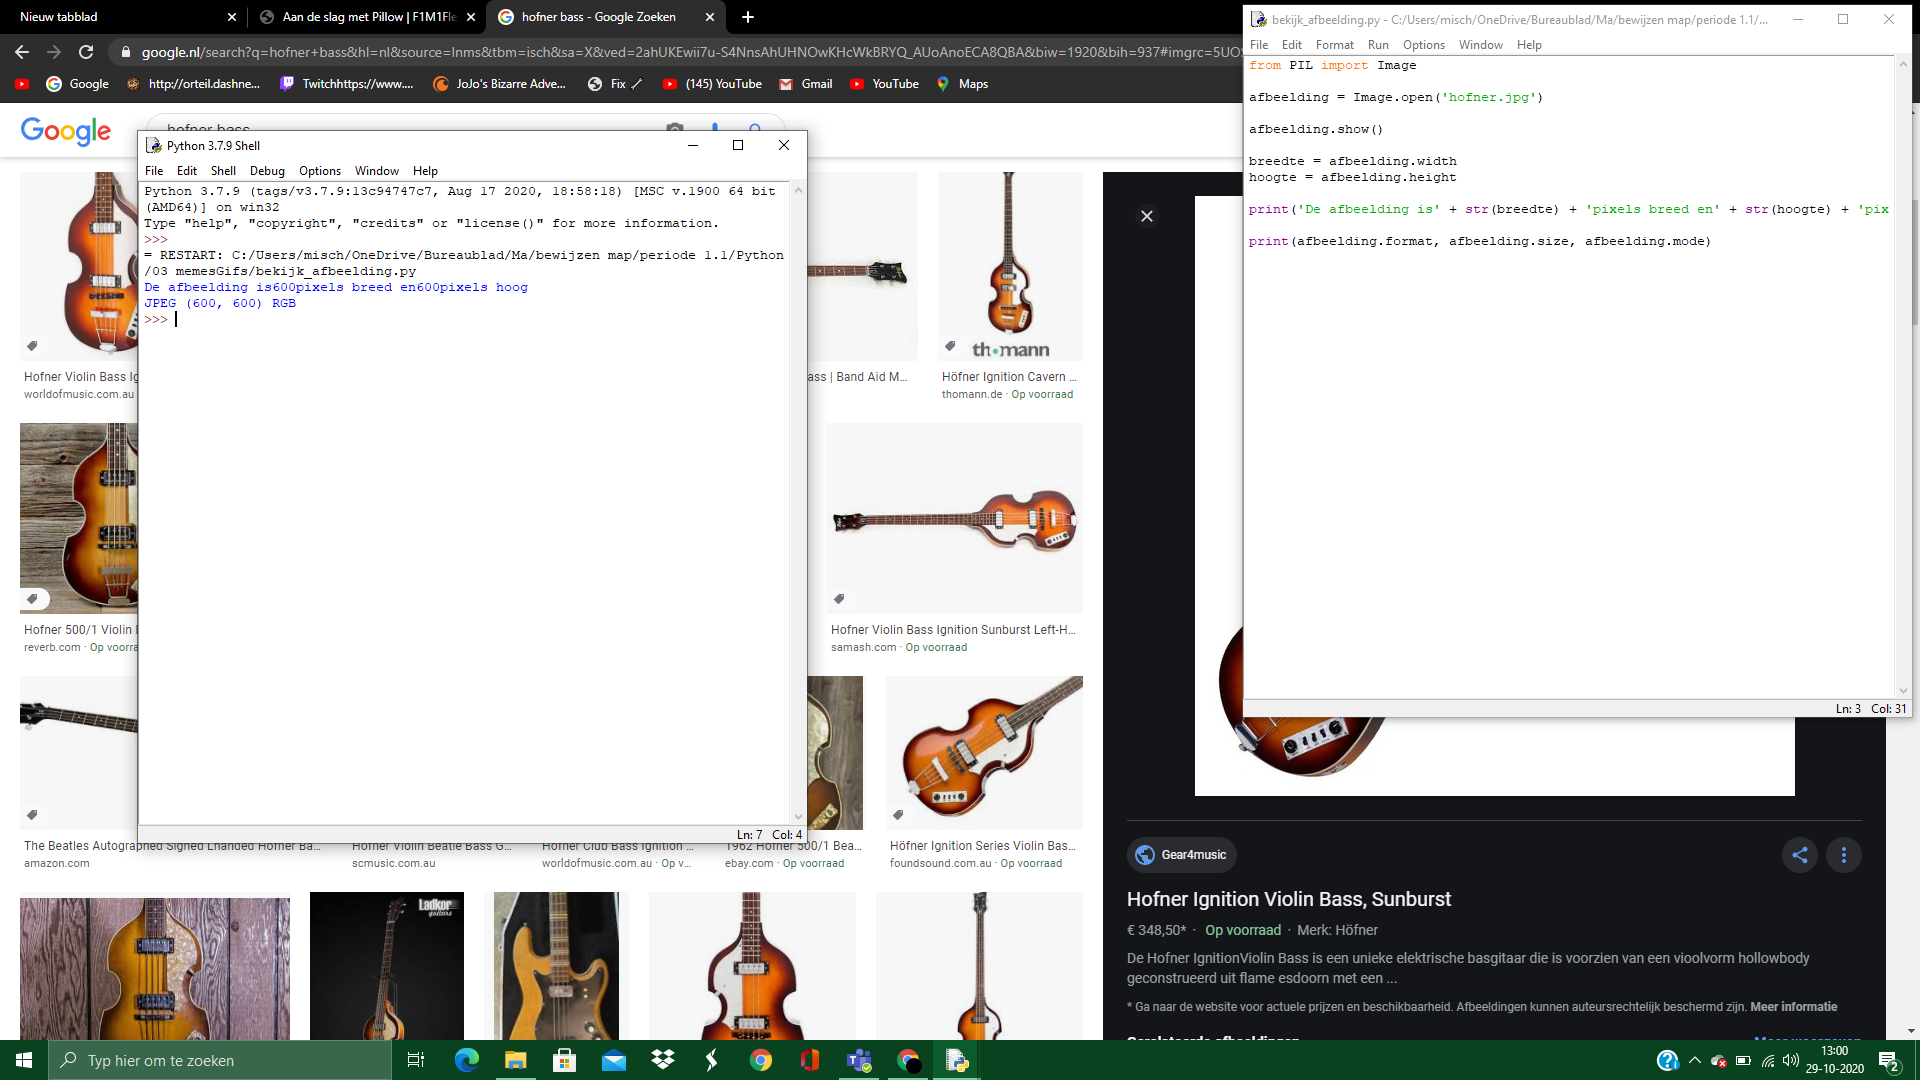 Nieuw tabblad
Aan de slag met Pillow | F1M1Fle
hofner bass - Google Zoeken
google.nl/search?q=hofner+bass&hl=nl&source=lnms&tbm=isch&sa=X&ved=2ahUKEwii7u-S4NnsAhUHNOwKHcWkBRYQ_AUoAnoECA8QBA&biw=1920&bih=937#imgrc=5UOS
Google
http://orteil.dashne...
Twitchhttps://www....
JoJo's Bizarre Adve...
Fix
(145) YouTube
Gmail
YouTube
Maps
Google
hofner bass
Python 3.7.9 Shell
File Edit Shell Debug Options Window Help
Python 3.7.9 (tags/v3.7.9:13c94747c7, Aug 17 2020, 18:58:18) [MSC v.1900 64 bit
(AMD64)] on win32
Type "help", "copyright", "credits" or "license()" for more information.
>>>
= RESTART: C:/Users/misch/OneDrive/Bureaublad/Ma/bewijzen map/periode 1.1/Python
/03 memesGifs/bekijk_afbeelding.py
De afbeelding is600pixels breed en600pixels hoog
JPEG (600, 600) RGB
>>>
Ln: 7 Col: 4
bekijk_afbeelding.py - C:/Users/misch/OneDrive/Bureaublad/Ma/bewijzen map/periode 1.1/...
File Edit Format Run Options Window Help
from PIL import Image
afbeelding = Image.open('hofner.jpg')
afbeelding.show()
breedte = afbeelding.width
hoogte = afbeelding.height
print('De afbeelding is' + str(breedte) + 'pixels breed en' + str(hoogte) + 'pix
print(afbeelding.format, afbeelding.size, afbeelding.mode)
Ln: 3 Col: 31
Hofner Violin Bass Ig
worldofmusic.com.au
ass | Band Aid M...
th•mann
Höfner Ignition Cavern ...
thomann.de · Op voorraad
Hofner 500/1 Violin
reverb.com · Op voorra
Hofner Violin Bass Ignition Sunburst Left-H...
samash.com · Op voorraad
The Beatles Autographed Signed Lhanded Hofner Ba...
amazon.com
Hofner Violin Beatle Bass G...
scmusic.com.au
Hofner Club Bass Ignition ...
worldofmusic.com.au · Op v...
1962 Hofner 500/1 Bea...
ebay.com · Op voorraad
Höfner Ignition Series Violin Bas...
foundsound.com.au · Op voorraad
Ladkor
guitars
Gear4music
Hofner Ignition Violin Bass, Sunburst
€ 348,50* · Op voorraad · Merk: Höfner
De Hofner IgnitionViolin Bass is een unieke elektrische basgitaar die is voorzien van een vioolvorm hollowbody
geconstrueerd uit flame esdoorn met een ...
* Ga naar de website voor actuele prijzen en beschikbaarheid. Afbeeldingen kunnen auteursrechtelijk beschermd zijn. Meer informatie
Gerelateerde afbeeldingen
Meer weergeven
Typ hier om te zoeken
13:00
29-10-2020
2